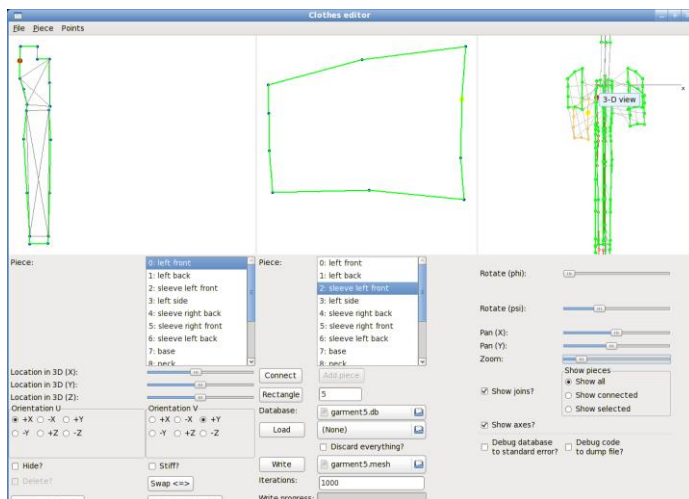 Clothes editor
File Piece Points
x
3-D view
Piece:
0: left front
1: left back
2: sleeve left front
3: left side
4: sleeve right back
5: sleeve right front
6: sleeve left back
7: base
8: neck
Location in 3D (X):
Location in 3D (Y):
Location in 3D (Z):
Orientation U
+X -X +Y
-Y +Z -Z
Orientation V
+X -X +Y
-Y +Z -Z
Hide?
Stiff?
Delete?
Swap <=>
Piece:
0: left front
1: left back
2: sleeve left front
3: left side
4: sleeve right back
5: sleeve right front
6: sleeve left back
7: base
8: neck
Connect
Add piece
Rectangle
5
Database:
garment5.db
Load
(None)
Discard everything?
Write
garment5.mesh
Iterations:
1000
Write progress:
Rotate (phi):
Rotate (psi):
Pan (X):
Pan (Y):
Zoom:
Show pieces
Show all
Show connected
Show selected
Show joins?
Show axes?
Debug database
to standard error?
Debug code
to dump file?